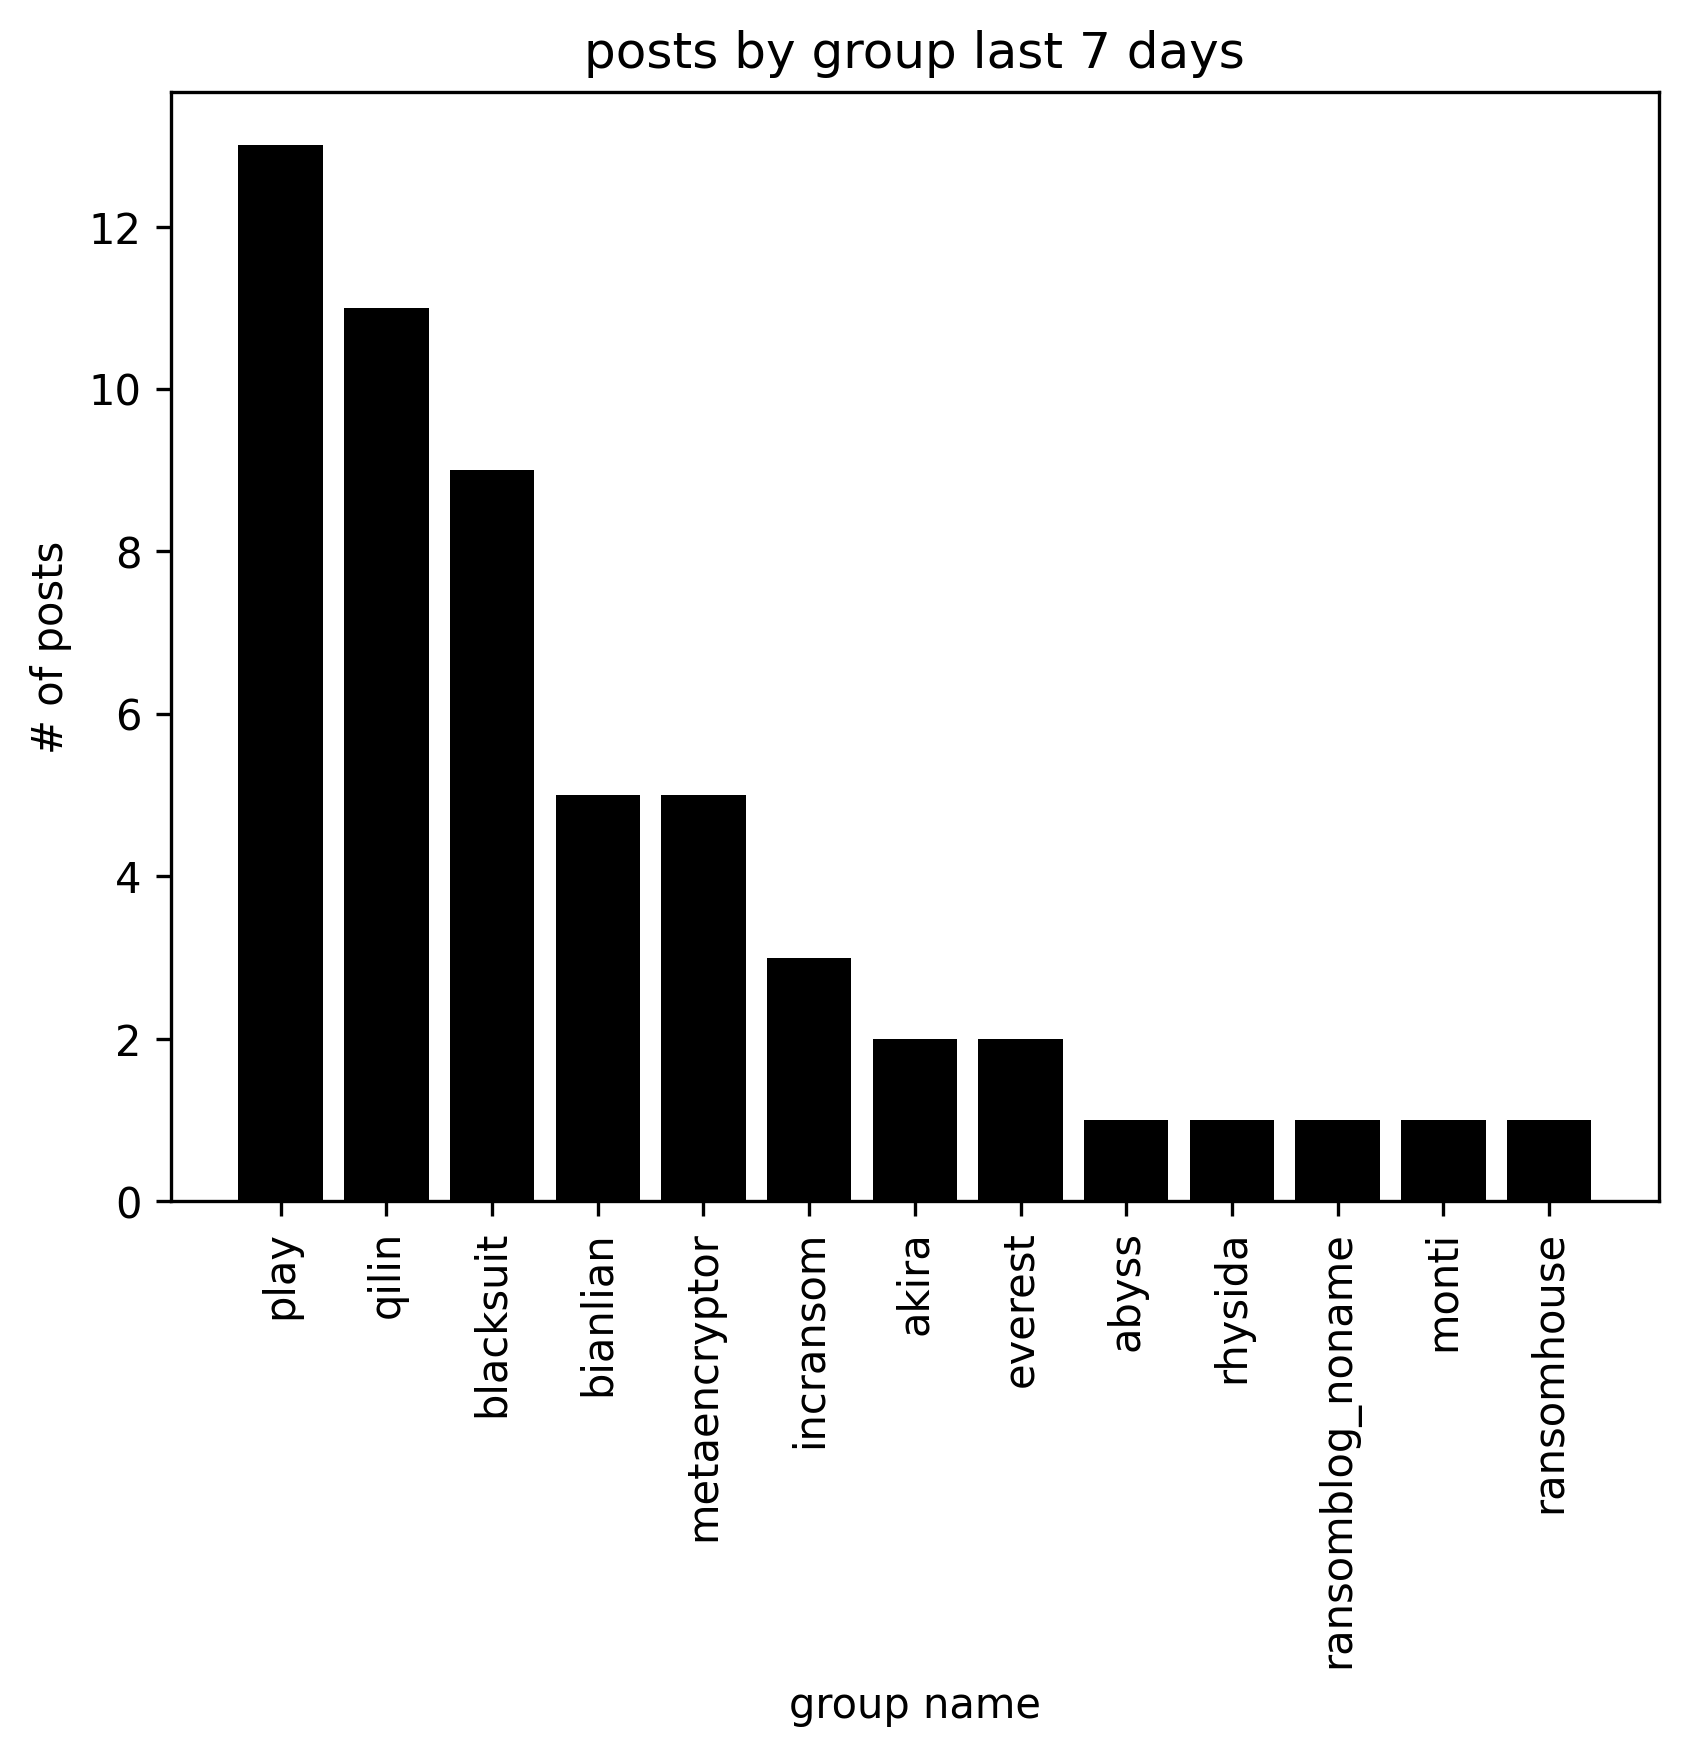 posts by group last 7 days
# of posts
12
10
8
6
4
2
0
play
qilin
blacksuit
bianlian
metaencryptor
incransom
akira
everest
abyss
rhysida
ransomblog_noname
monti
ransomhouse
group name